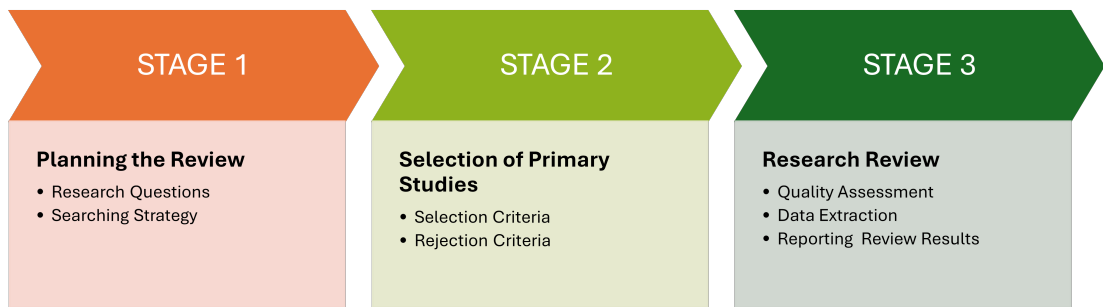 STAGE 1
Planning the Review
• Research Questions
• Searching Strategy
STAGE 2
Selection of Primary
Studies
• Selection Criteria
• Rejection Criteria
STAGE 3
Research Review
• Quality Assessment
• Data Extraction
• Reporting  Review Results